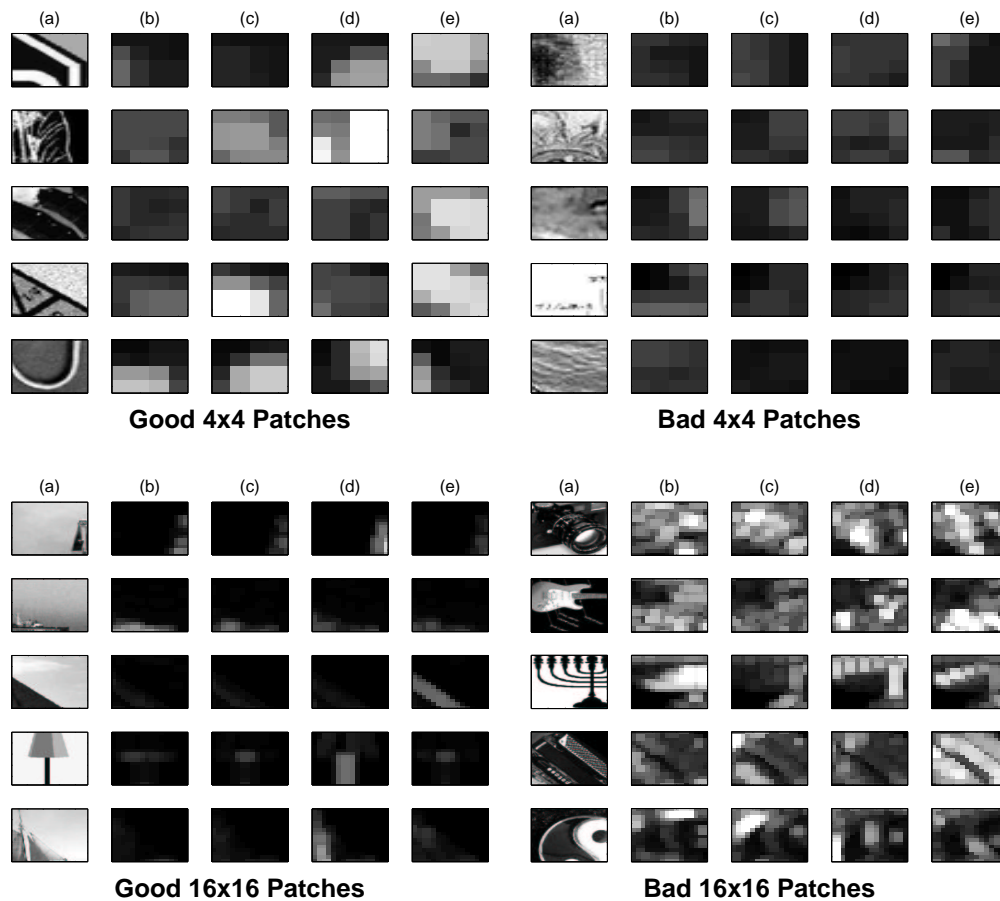 (a) (b) (c) (d) (e) (a) (b) (c) (d) (e)
Good 4x4 Patches Bad 4x4 Patches
(a) (b) (c) (d) (e) (a) (b) (c) (d) (e)
Good 16x16 Patches Bad 16x16 Patches